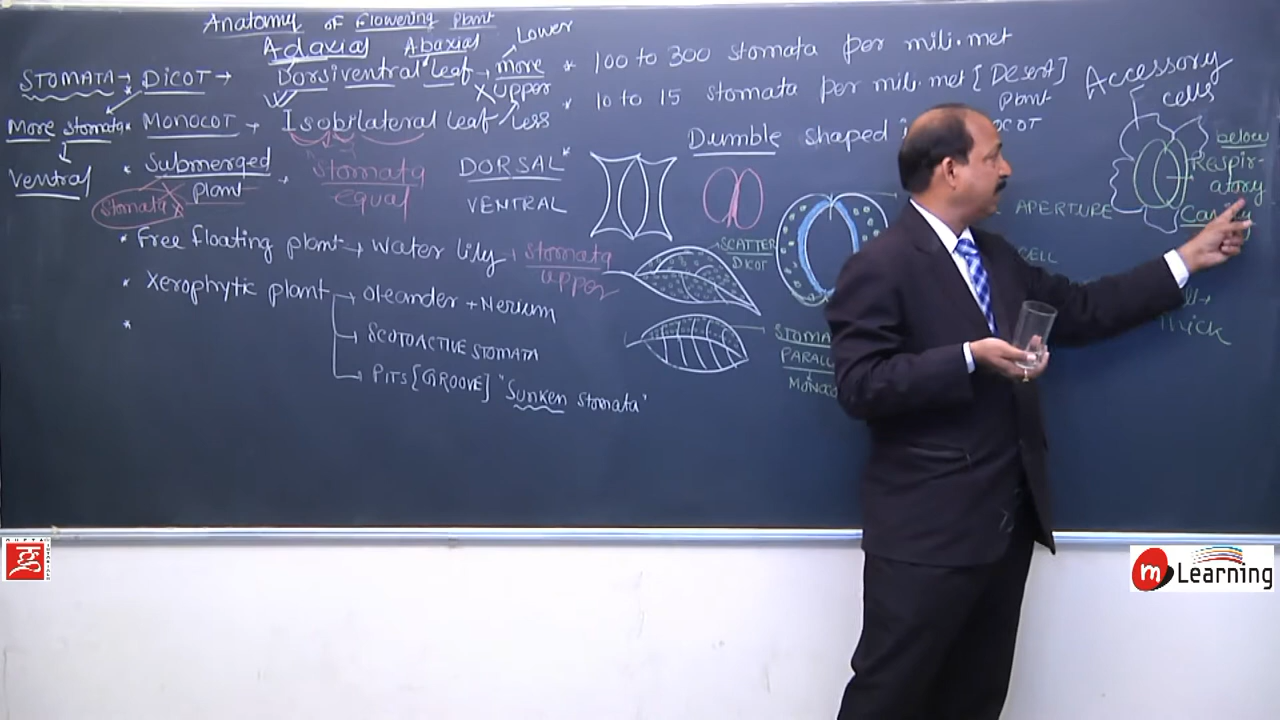 Anatomy of Flowering Plant
Adaxial Abaxial Lower
STOMATA → DICOT → Dorsiventral leaf → more
X Upper
More stomata MONOCOT → Isobilateral leaf / less
Ventral
Submerged plant → Stomata equal
Stomata X
DORSAL
VENTRAL
* Free floating plant → Water lily, Stomata Upper
* Xerophytic plant → Oleander + Nerium
→ SCOTOACTIVE STOMATA
→ PITS [GROOVE] "Sunken Stomata"
*
* 100 to 300 stomata per mili.met
* 10 to 15 stomata per mili.met [Desert Plant]
* Dumble shaped
SCATTER
DICOT
APERTURE
CELL
Thick
Accessory cells
below
Respir-
atory
Cavity
m Learning